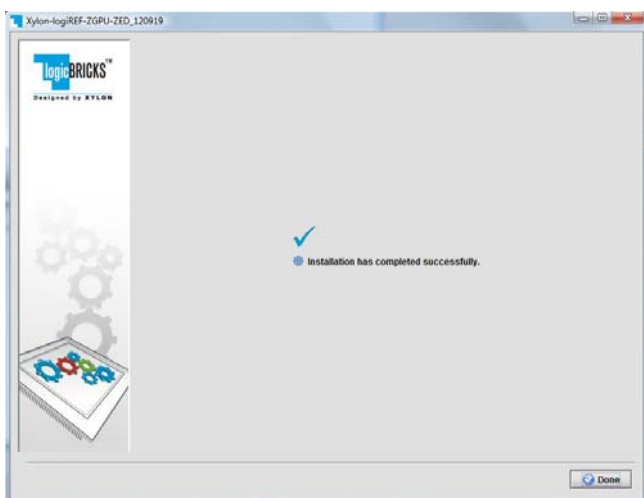 Xylon-logiREF-ZGPU-ZED_120919
logicBRICKS™
Designed by XYLON
Installation has completed successfully.
Done